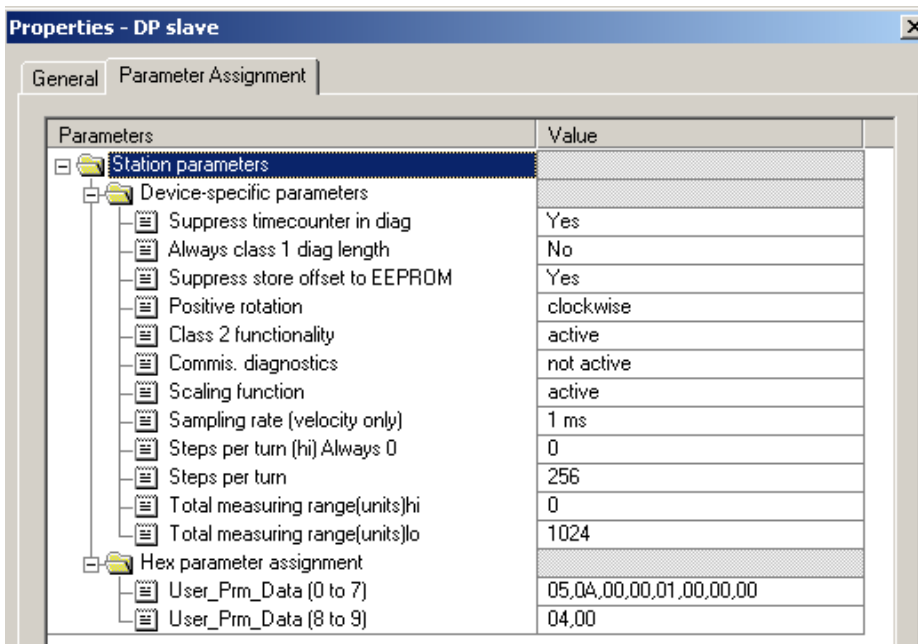 Properties - DP slave
General Parameter Assignment
Parameters Value
Station parameters
Device-specific parameters
Suppress timecounter in diag Yes
Always class 1 diag length No
Suppress store offset to EEPROM Yes
Positive rotation clockwise
Class 2 functionality active
Commis. diagnostics not active
Scaling function active
Sampling rate (velocity only) 1 ms
Steps per turn (hi) Always 0 0
Steps per turn 256
Total measuring range(units)hi 0
Total measuring range(units)lo 1024
Hex parameter assignment
User_Prm_Data (0 to 7) 05,0A,00,00,01,00,00,00
User_Prm_Data (8 to 9) 04,00